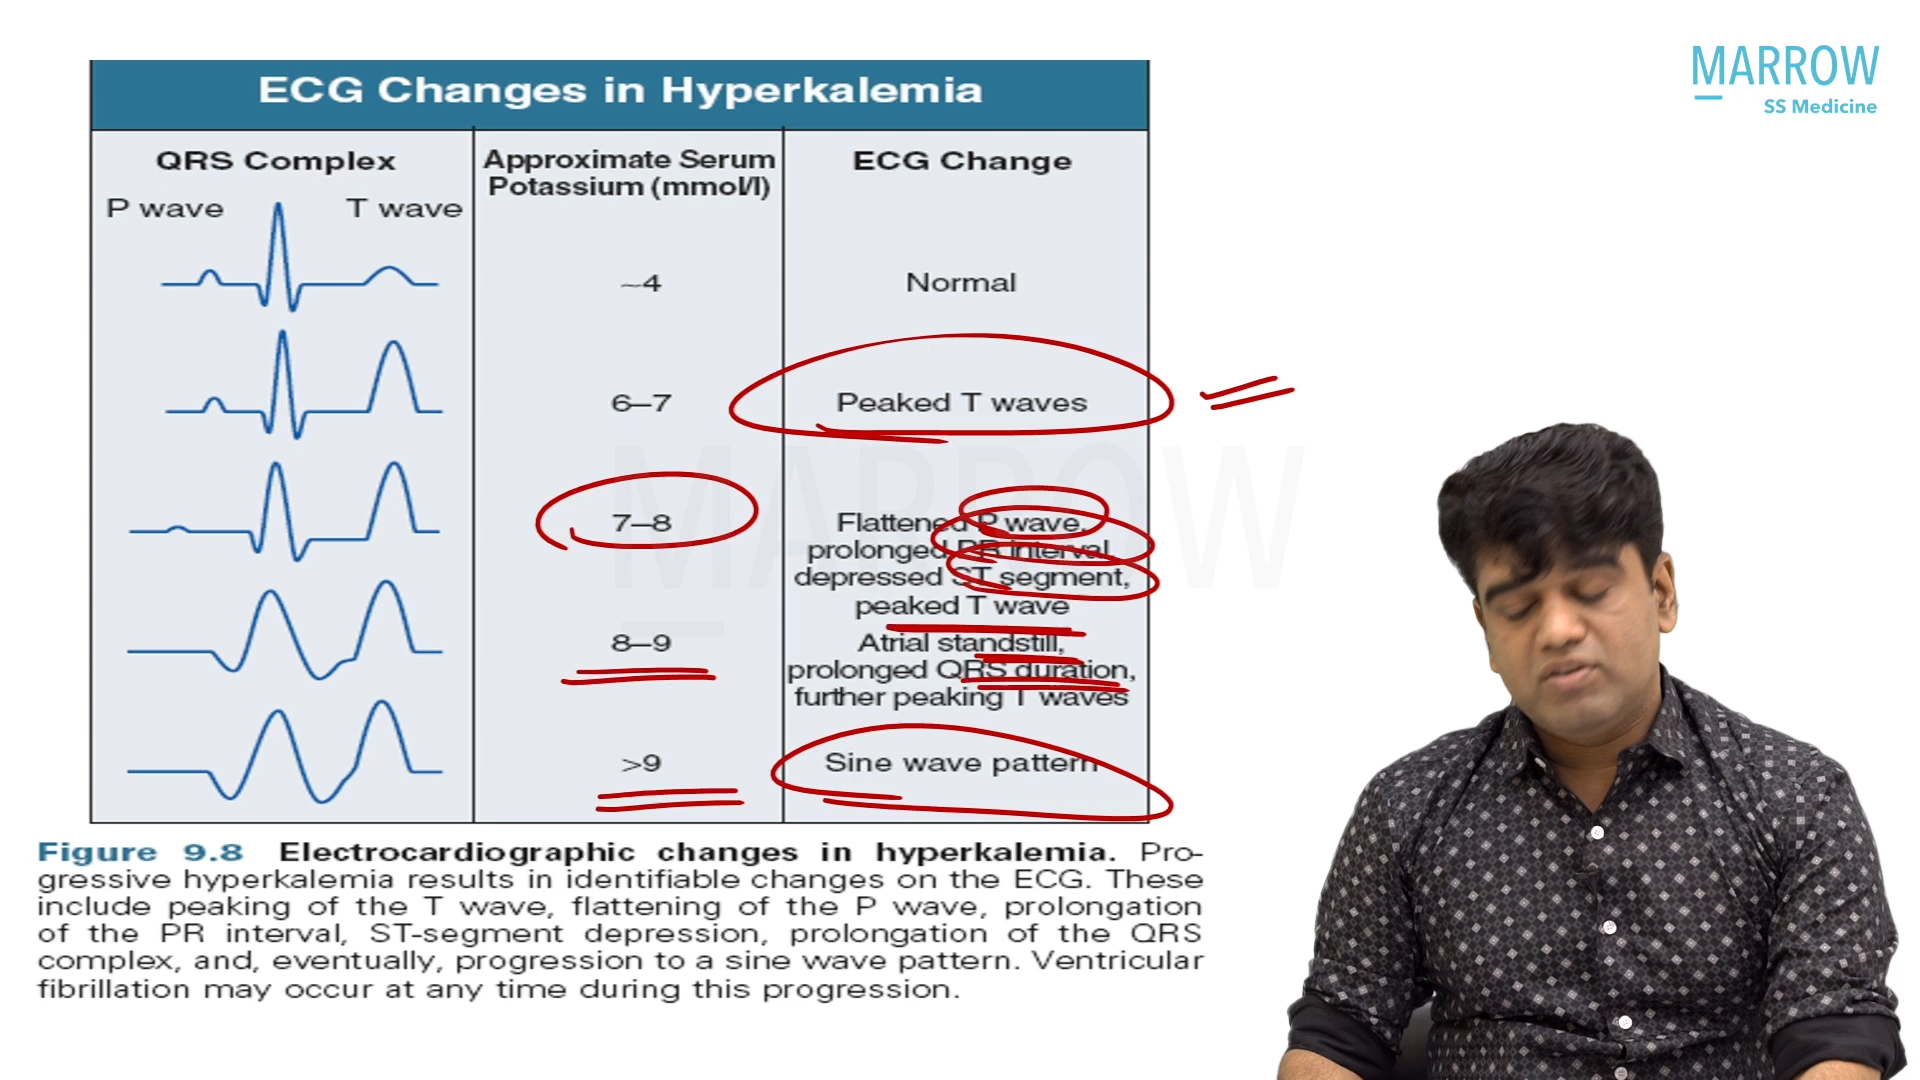 MARROW
SS Medicine
ECG Changes in Hyperkalemia
QRS Complex
Approximate Serum
Potassium (mmol/l)
ECG Change
P wave
T wave
~4
Normal
6–7
Peaked T waves
7–8
Flattened P wave,
prolonged PR interval,
depressed ST segment,
peaked T wave
8–9
Atrial standstill,
prolonged QRS duration,
further peaking T waves
>9
Sine wave pattern
MARROW
Figure 9.8 Electrocardiographic changes in hyperkalemia. Pro-
gressive hyperkalemia results in identifiable changes on the ECG. These
include peaking of the T wave, flattening of the P wave, prolongation
of the PR interval, ST-segment depression, prolongation of the QRS
complex, and, eventually, progression to a sine wave pattern. Ventricular
fibrillation may occur at any time during this progression.